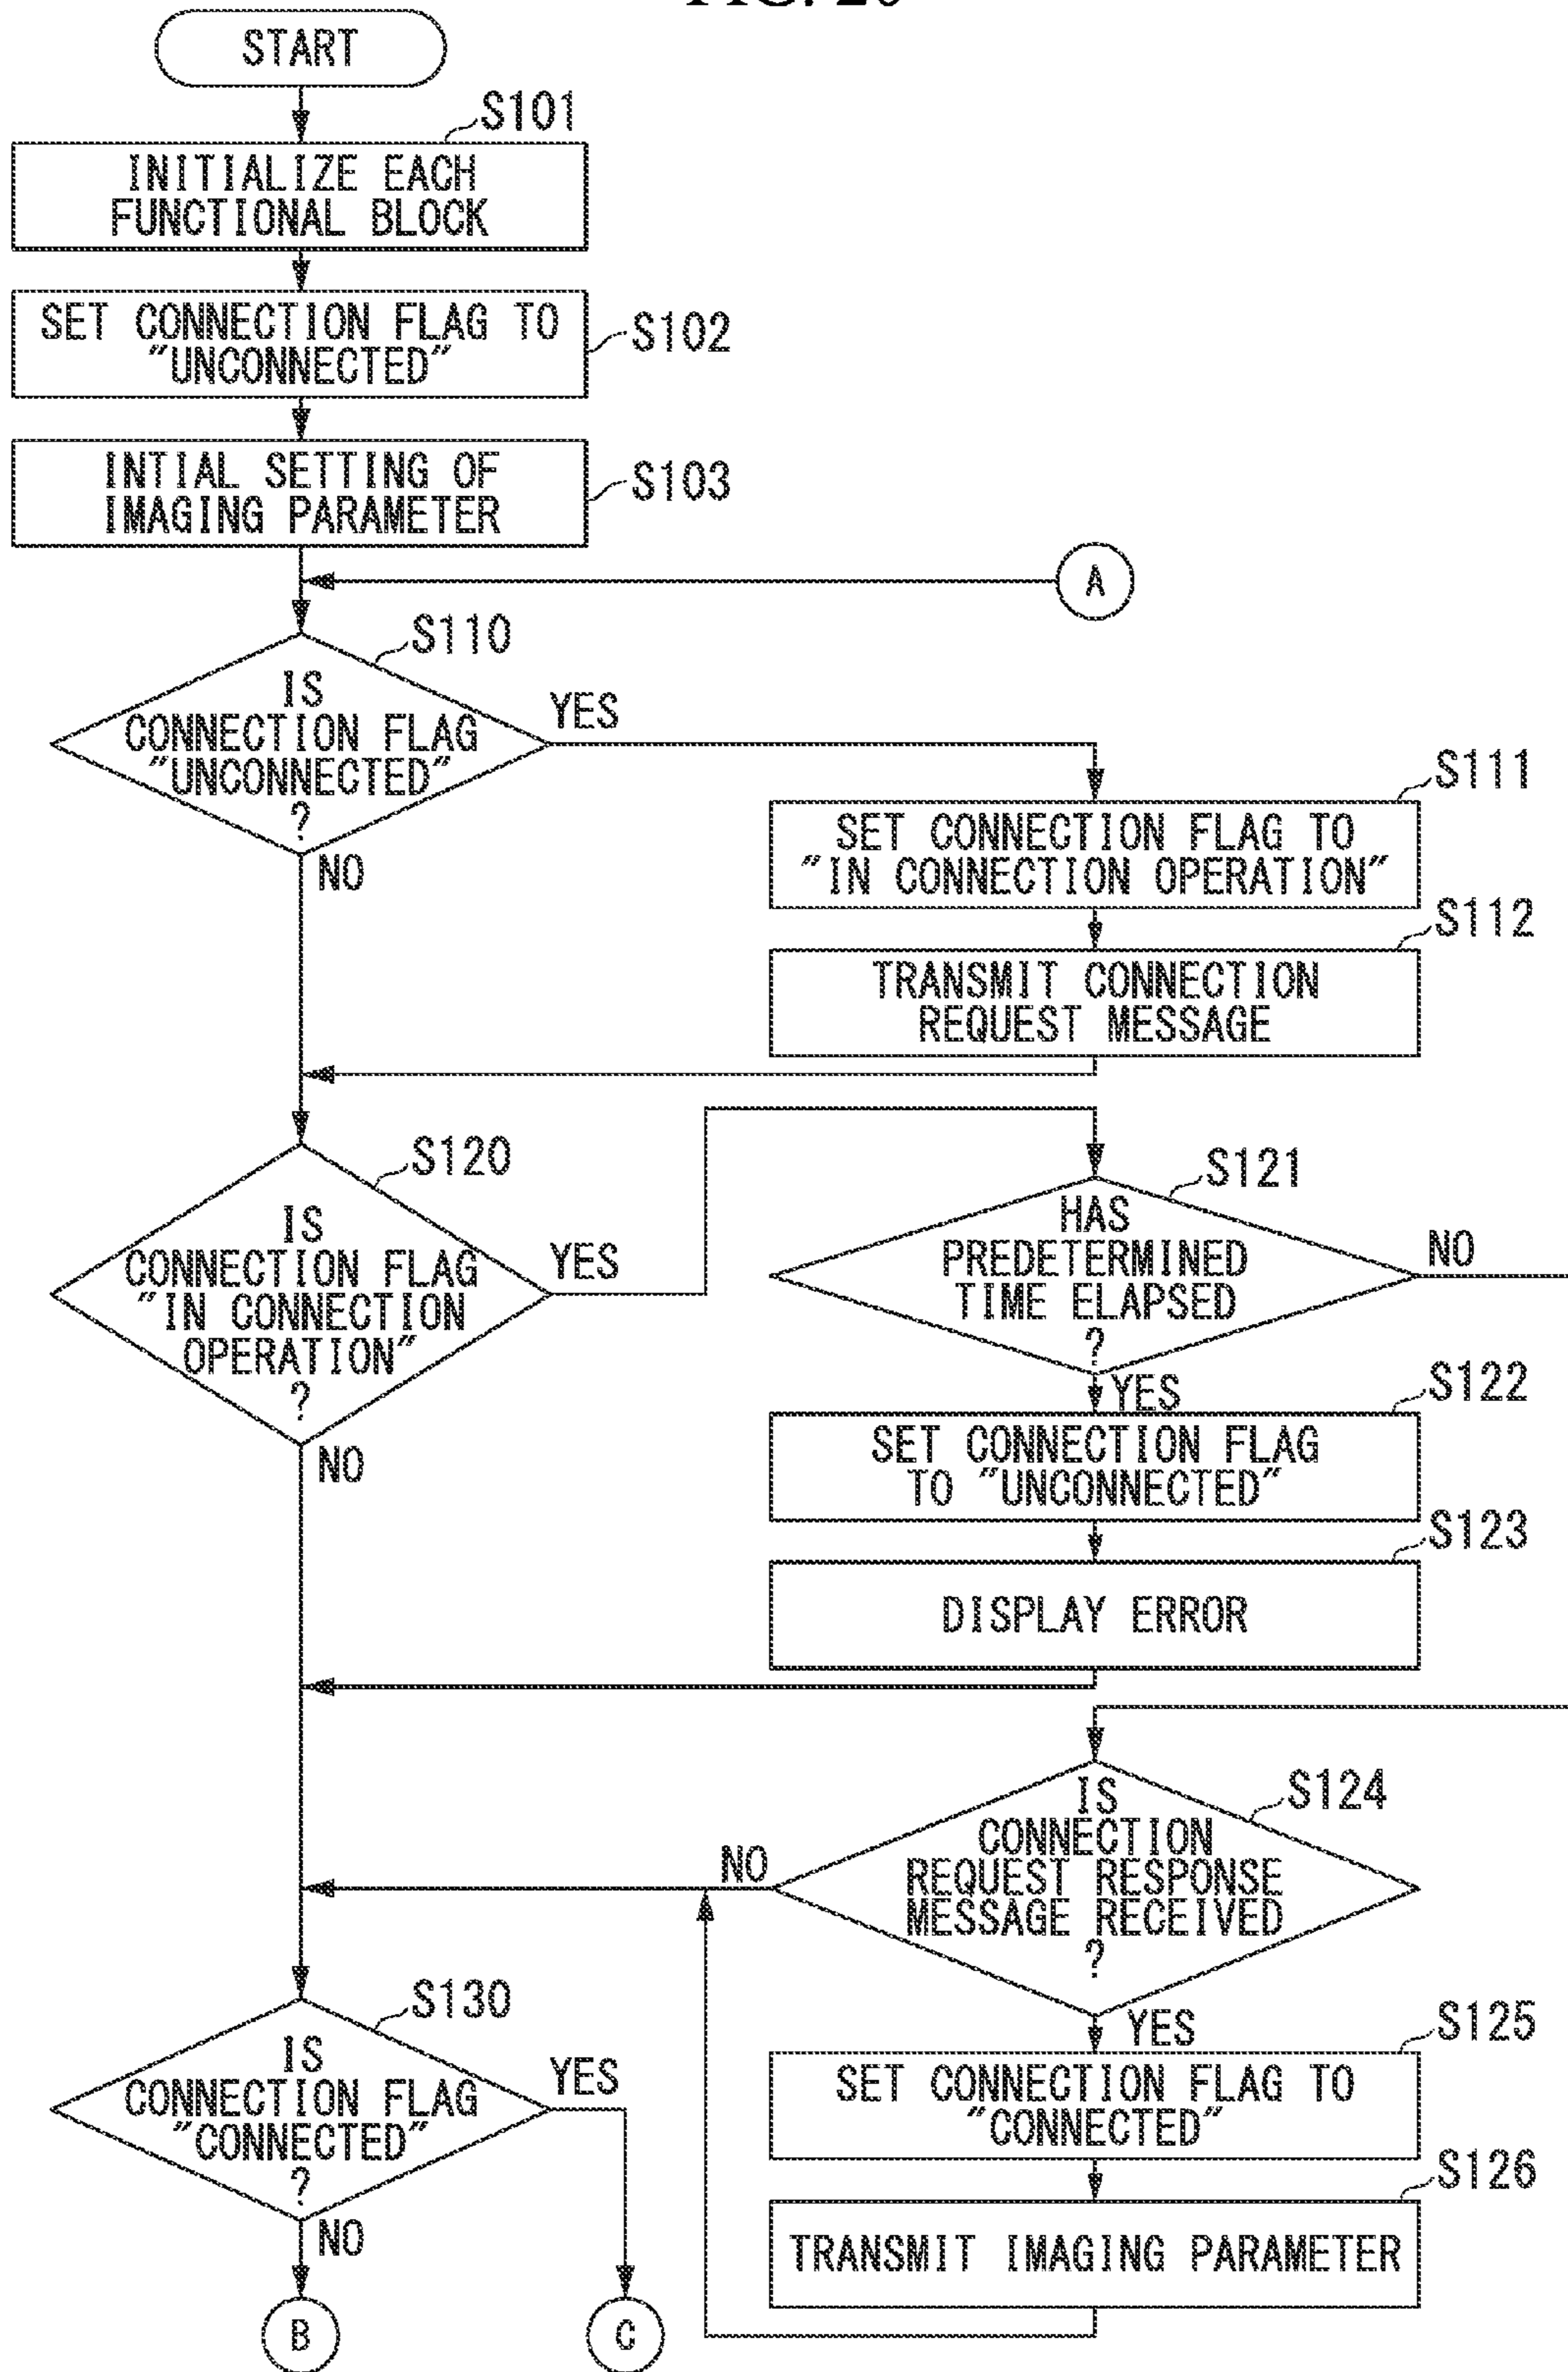 START
S101
INITIALIZE EACH
FUNCTIONAL BLOCK
SET CONNECTION FLAG TO
"UNCONNECTED"
S102
INTIAL SETTING OF
IMAGING PARAMETER
S103
A
S110
IS
CONNECTION FLAG
"UNCONNECTED"
?
YES
NO
S111
SET CONNECTION FLAG TO
"IN CONNECTION OPERATION"
S112
TRANSMIT CONNECTION
REQUEST MESSAGE
S120
IS
CONNECTION FLAG
"IN CONNECTION
OPERATION"
?
YES
NO
S121
HAS
PREDETERMINED
TIME ELAPSED
?
NO
YES
S122
SET CONNECTION FLAG
TO "UNCONNECTED"
S123
DISPLAY ERROR
S124
IS
CONNECTION
REQUEST RESPONSE
MESSAGE RECEIVED
?
NO
YES
S125
SET CONNECTION FLAG TO
"CONNECTED"
S126
TRANSMIT IMAGING PARAMETER
S130
IS
CONNECTION FLAG
"CONNECTED"
?
YES
NO
B
C